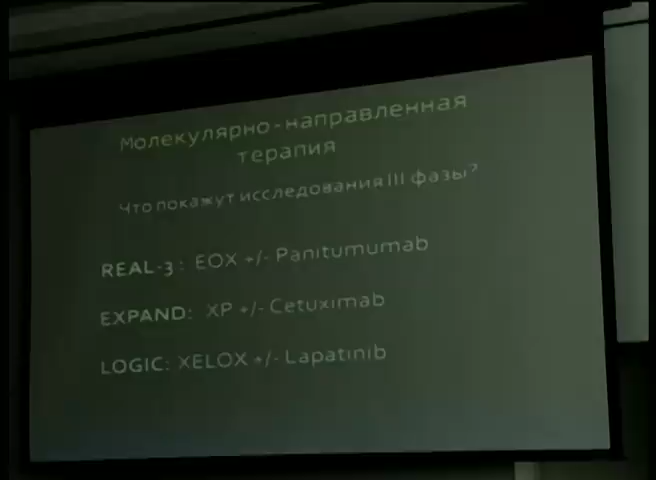 Молекулярно-направленная
терапия
Что покажут исследования III фазы?
REAL-3: EOX +/- Panitumumab
EXPAND: XP +/- Cetuximab
LOGIC: XELOX +/- Lapatinib